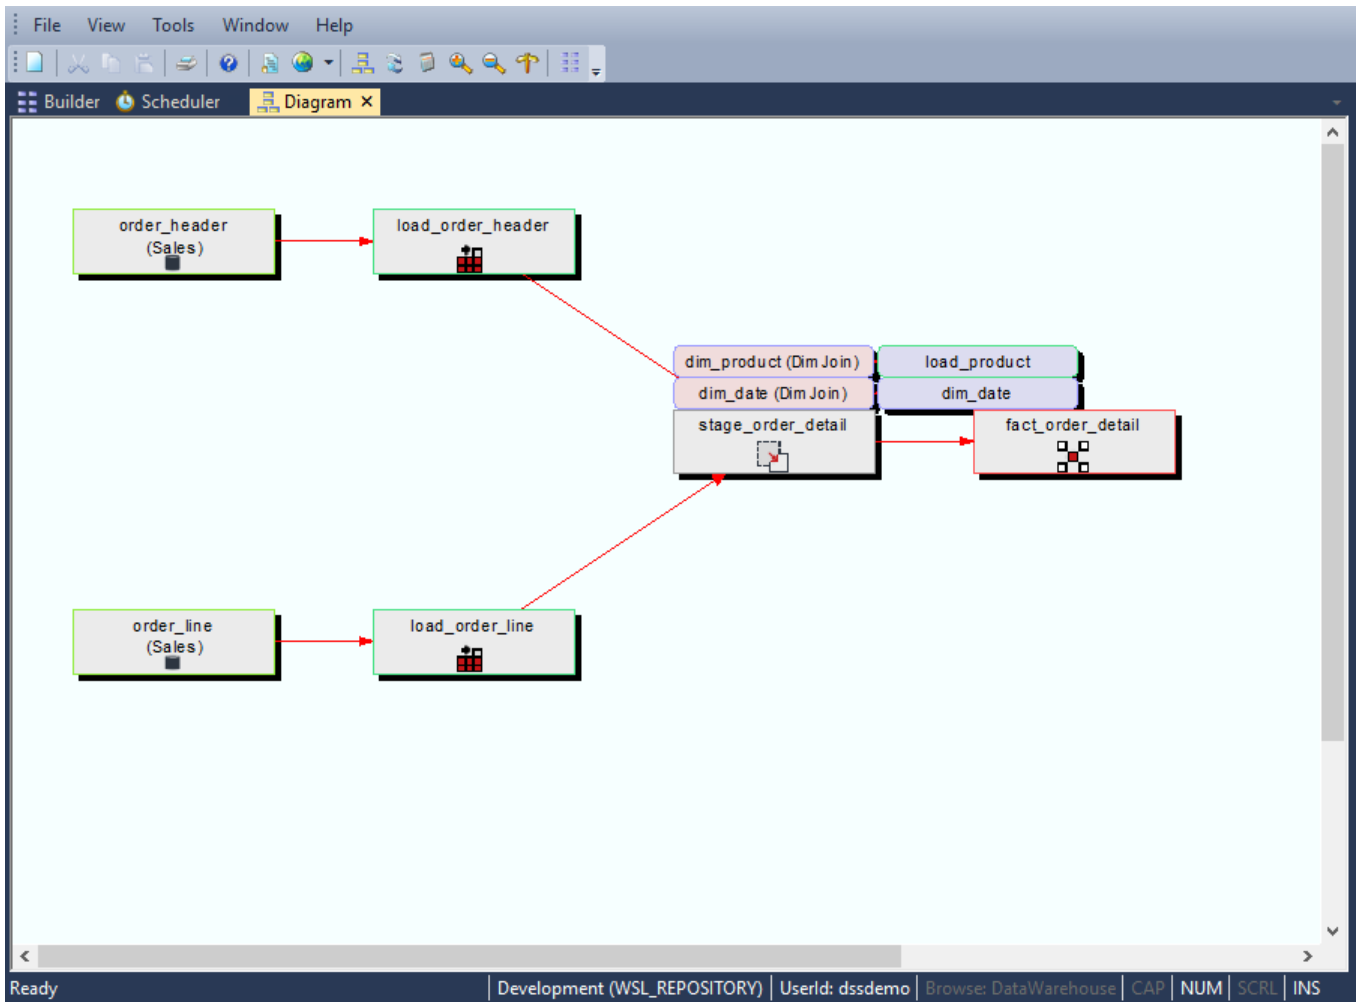 File View Tools Window Help
Builder Scheduler Diagram
order_header
(Sales)
load_order_header
dim_product (Dim Join) load_product
dim_date (Dim Join) dim_date
stage_order_detail
fact_order_detail
order_line
(Sales)
load_order_line
Ready Development (WSL_REPOSITORY) UserId: dssdemo Browse: DataWarehouse CAP NUM SCRL INS